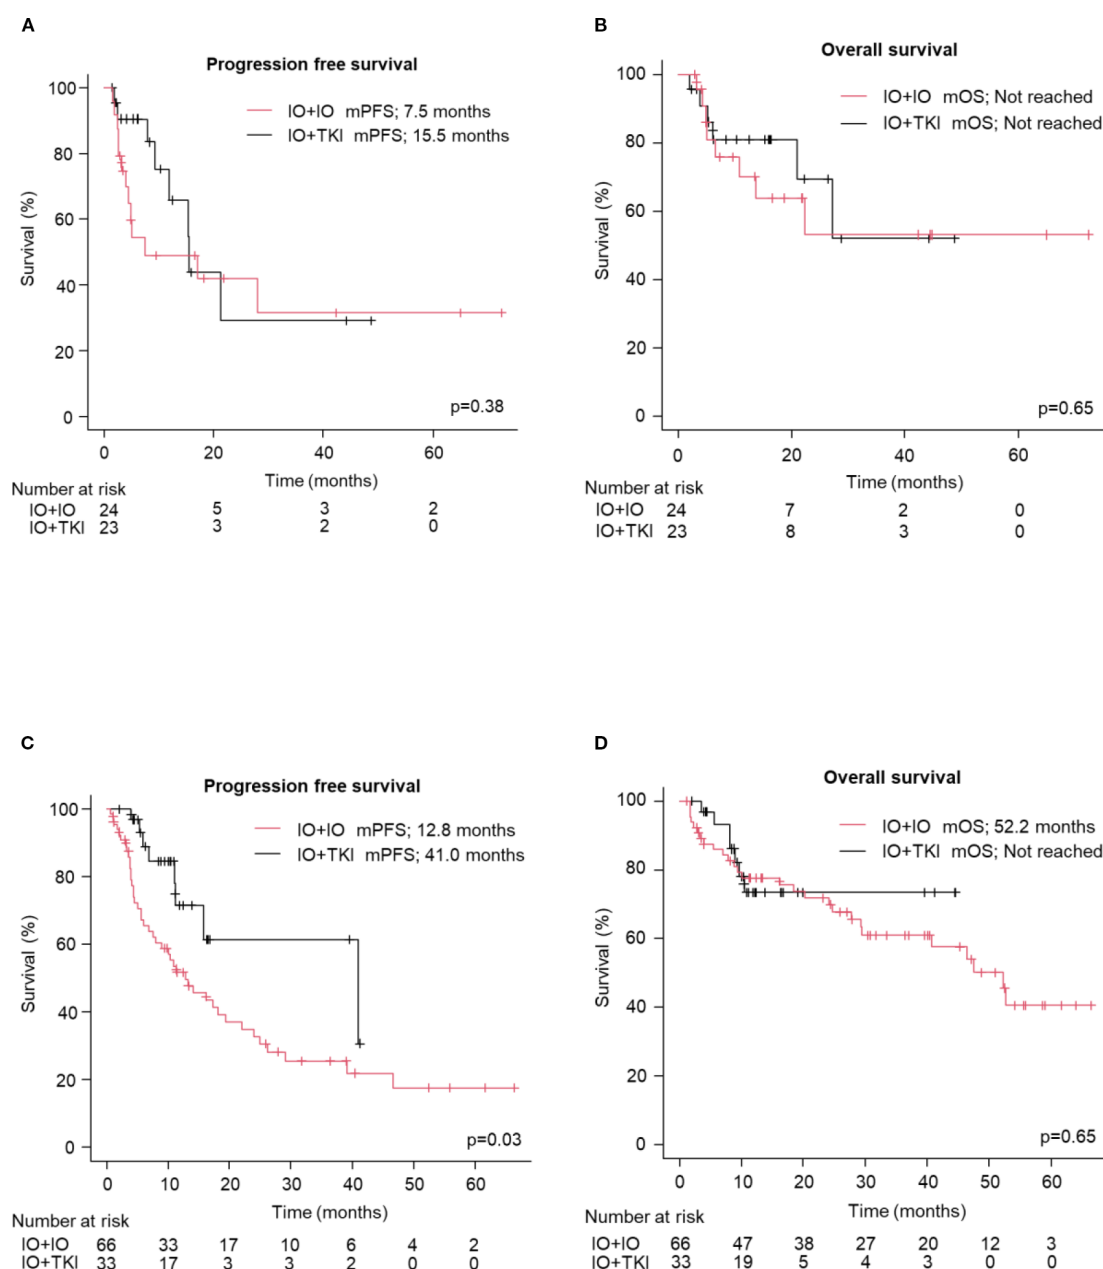 A
Progression free survival
IO+IO mPFS; 7.5 months
IO+TKI mPFS; 15.5 months
100
80
60
40
20
0
Survival (%)
p=0.38
0 20 40 60
Time (months)
Number at risk
IO+IO 24 5 3 2
IO+TKI 23 3 2 0
B
Overall survival
IO+IO mOS; Not reached
IO+TKI mOS; Not reached
100
80
60
40
20
0
Survival (%)
p=0.65
0 20 40 60
Time (months)
Number at risk
IO+IO 24 7 2 0
IO+TKI 23 8 3 0
C
Progression free survival
IO+IO mPFS; 12.8 months
IO+TKI mPFS; 41.0 months
100
80
60
40
20
0
Survival (%)
p=0.03
0 10 20 30 40 50 60
Time (months)
Number at risk
IO+IO 66 33 17 10 6 4 2
IO+TKI 33 17 3 3 2 0 0
D
Overall survival
IO+IO mOS; 52.2 months
IO+TKI mOS; Not reached
100
80
60
40
20
0
Survival (%)
p=0.65
0 10 20 30 40 50 60
Time (months)
Number at risk
IO+IO 66 47 38 27 20 12 3
IO+TKI 33 19 5 4 3 0 0